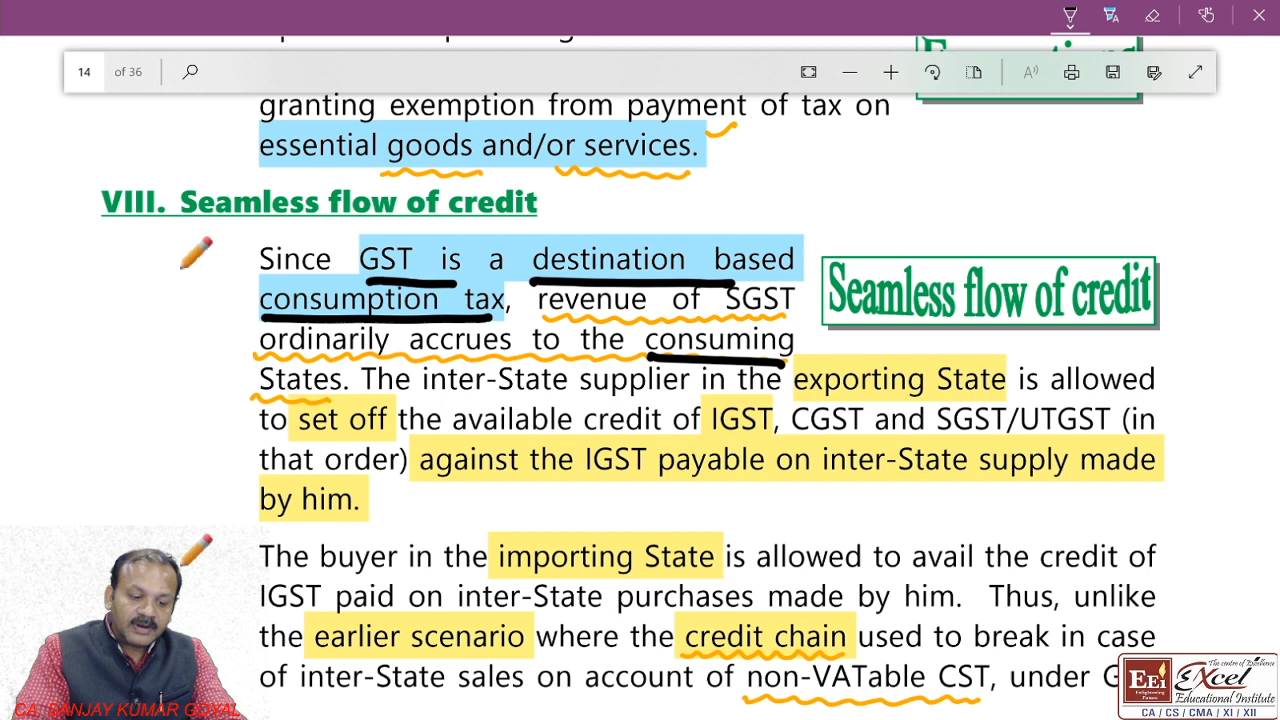 14 of 36
granting exemption from payment of tax on
essential goods and/or services.
VIII. Seamless flow of credit
Since GST is a destination based
consumption tax, revenue of SGST
ordinarily accrues to the consuming
States. The inter-State supplier in the exporting State is allowed
to set off the available credit of IGST, CGST and SGST/UTGST (in
that order) against the IGST payable on inter-State supply made
by him.
Seamless flow of credit
The buyer in the importing State is allowed to avail the credit of
IGST paid on inter-State purchases made by him. Thus, unlike
the earlier scenario where the credit chain used to break in case
of inter-State sales on account of non-VATable CST, under
CA. SANJAY KUMAR GOYAL
EEi
Enlightening Future
The centre of Excellence
EXcel
Educational Institute
CA / CS / CMA / XI / XII